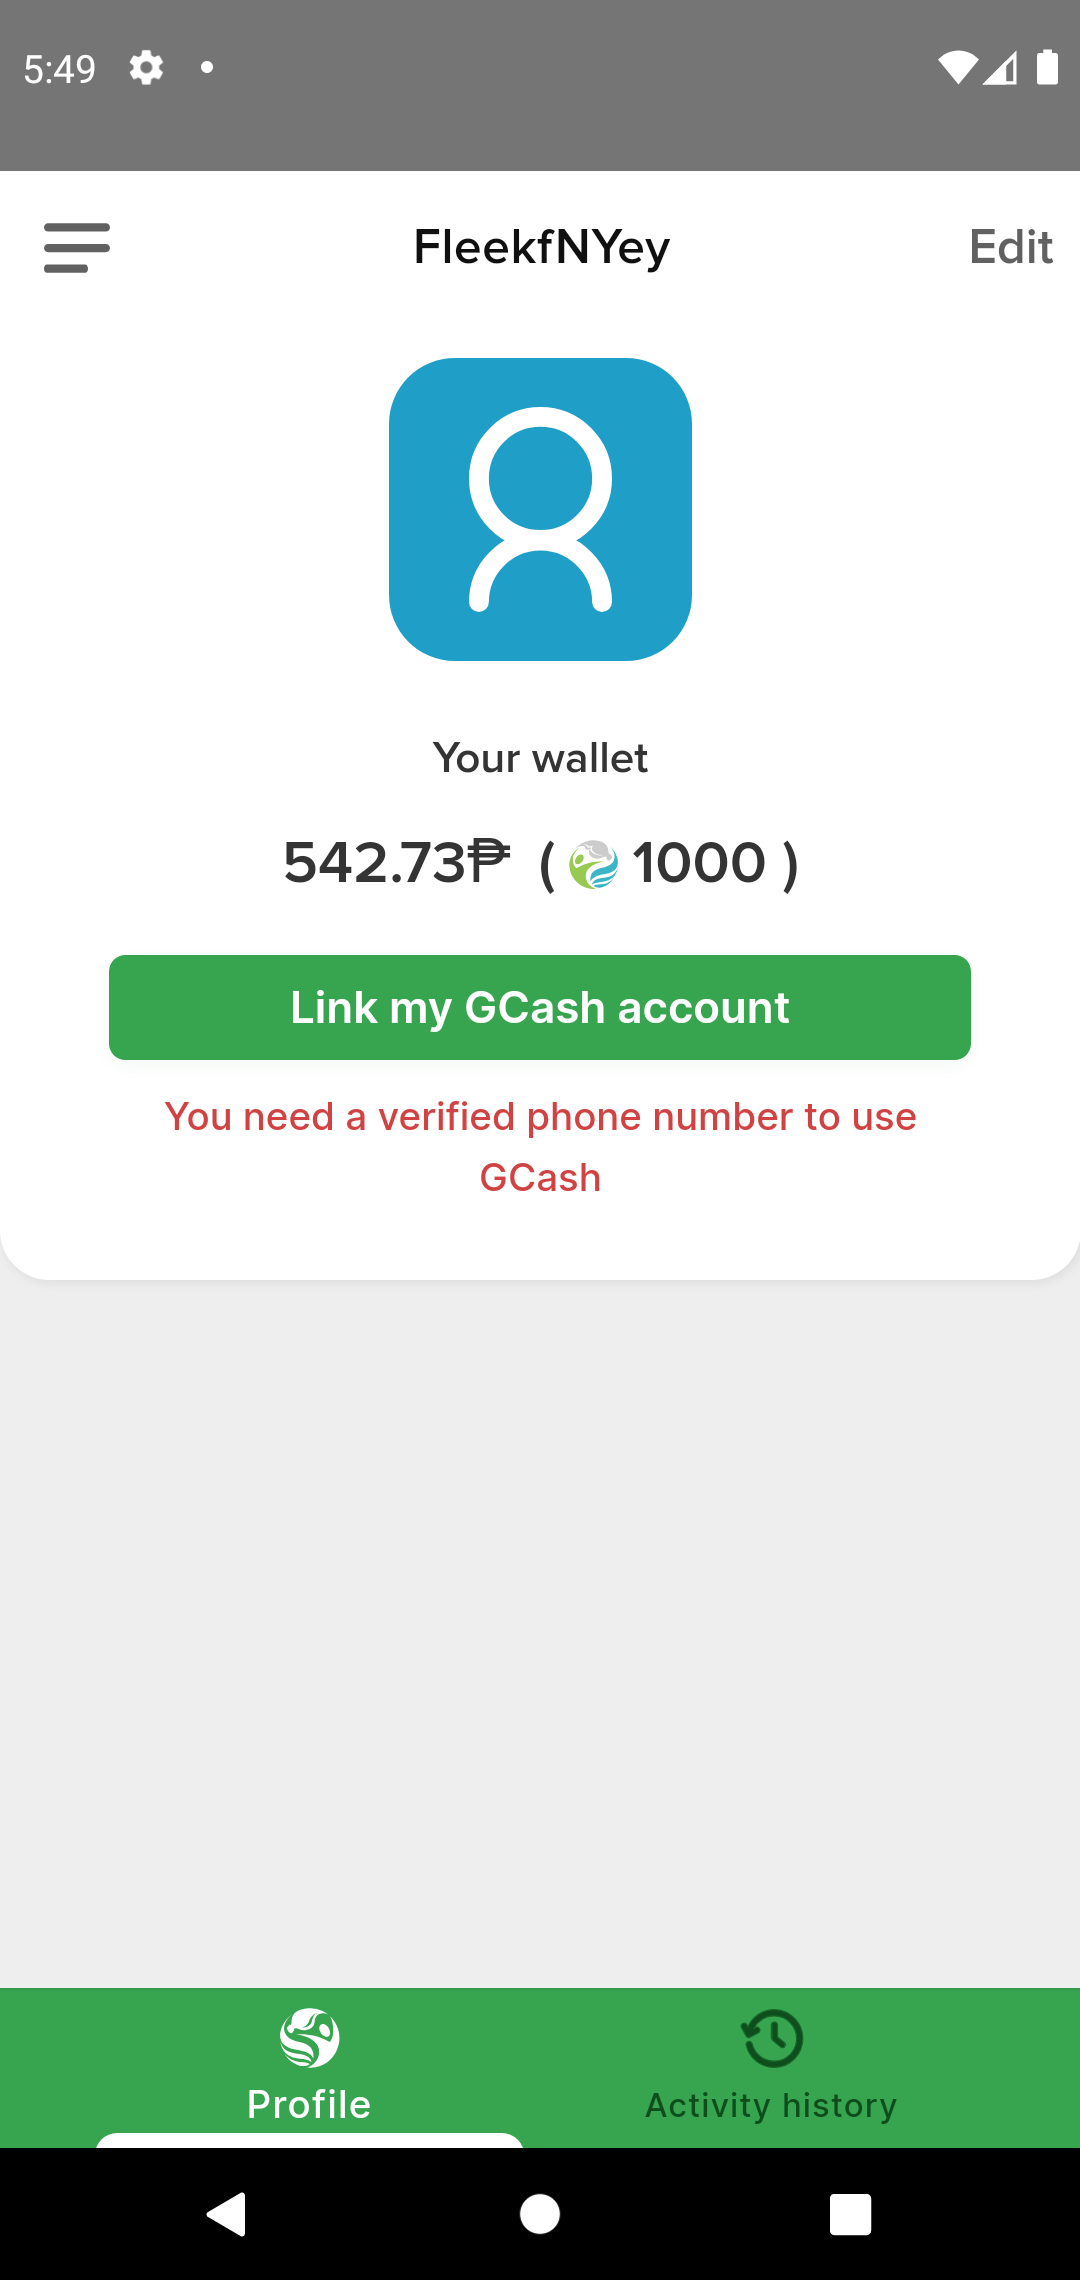 5:49
FleekfNYey
Edit
Your wallet
542.73₱ ( 1000 )
Link my GCash account
You need a verified phone number to use
GCash
Profile
Activity history